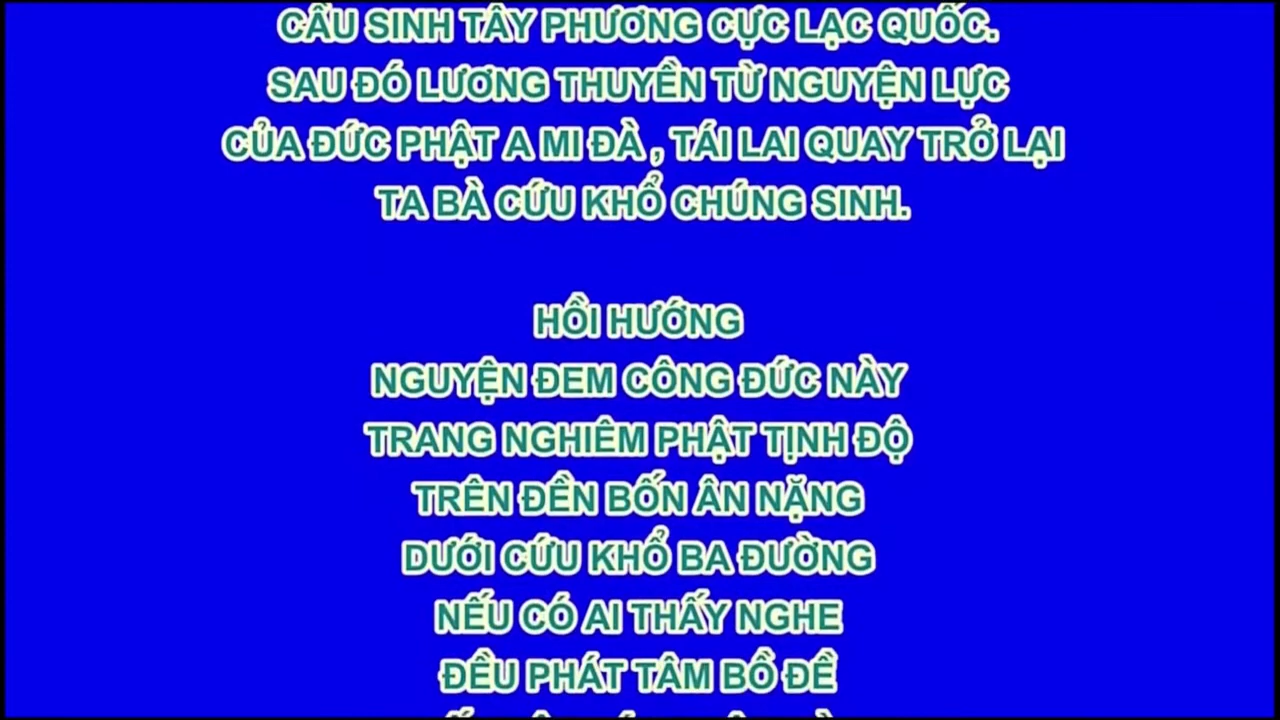 CẦU SINH TÂY PHƯƠNG CỰC LẠC QUỐC.
SAU ĐÓ LƯƠNG THUYỀN TỪ NGUYỆN LỰC
CỦA ĐỨC PHẬT A MI ĐÀ , TÁI LAI QUAY TRỞ LẠI
TA BÀ CỨU KHỔ CHÚNG SINH.
HỒI HƯỚNG
NGUYỆN ĐEM CÔNG ĐỨC NÀY
TRANG NGHIÊM PHẬT TỊNH ĐỘ
TRÊN ĐỀN BỐN ÂN NẶNG
DƯỚI CỨU KHỔ BA ĐƯỜNG
NẾU CÓ AI THẤY NGHE
ĐỀU PHÁT TÂM BỒ ĐỀ